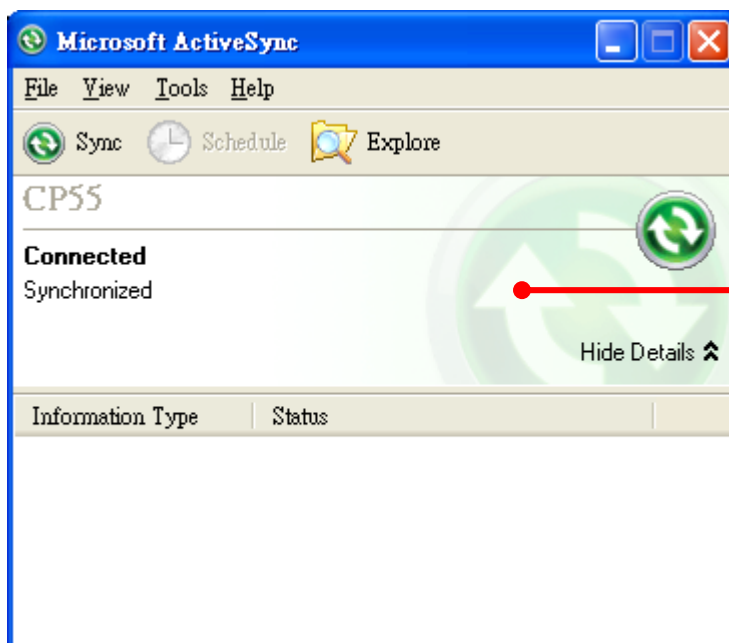 Microsoft ActiveSync
File View Tools Help
Sync Schedule Explore
CP55
Connected
Synchronized
Hide Details
Information Type Status